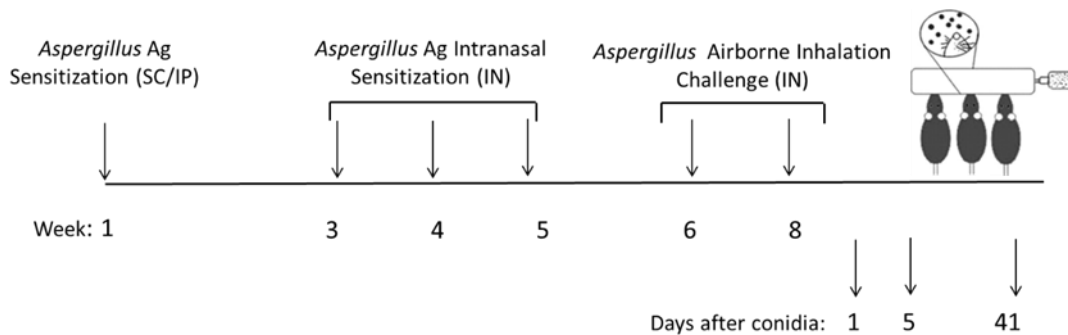 Aspergillus Ag
Sensitization (SC/IP)
Aspergillus Ag Intranasal
Sensitization (IN)
Aspergillus Airborne Inhalation
Challenge (IN)
Week: 1 3 4 5 6 8
Days after conidia: 1 5 41